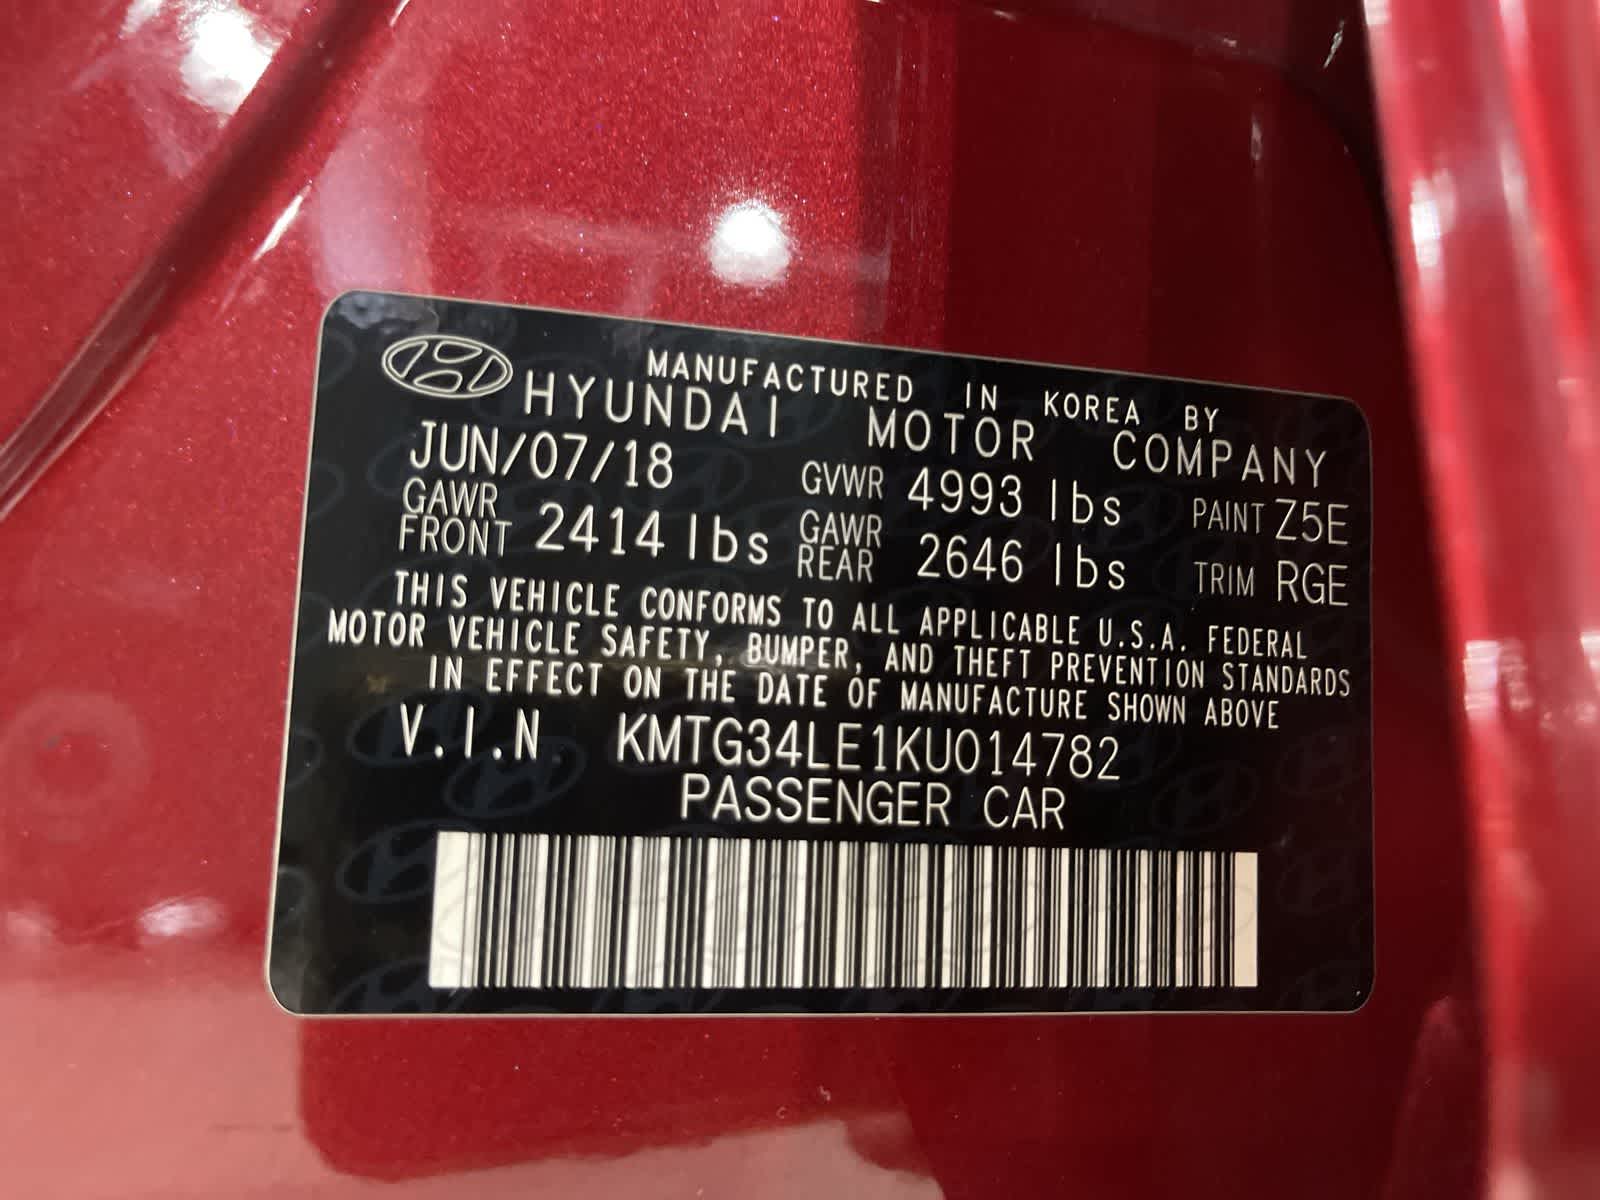 MANUFACTURED IN KOREA BY
HYUNDAI MOTOR COMPANY
JUN/07/18 GVWR 4993 lbs PAINT Z5E
GAWR FRONT 2414 lbs GAWR REAR 2646 lbs TRIM RGE
THIS VEHICLE CONFORMS TO ALL APPLICABLE U.S.A. FEDERAL
MOTOR VEHICLE SAFETY, BUMPER, AND THEFT PREVENTION STANDARDS
IN EFFECT ON THE DATE OF MANUFACTURE SHOWN ABOVE
V.I.N. KMTG34LE1KU014782
PASSENGER CAR